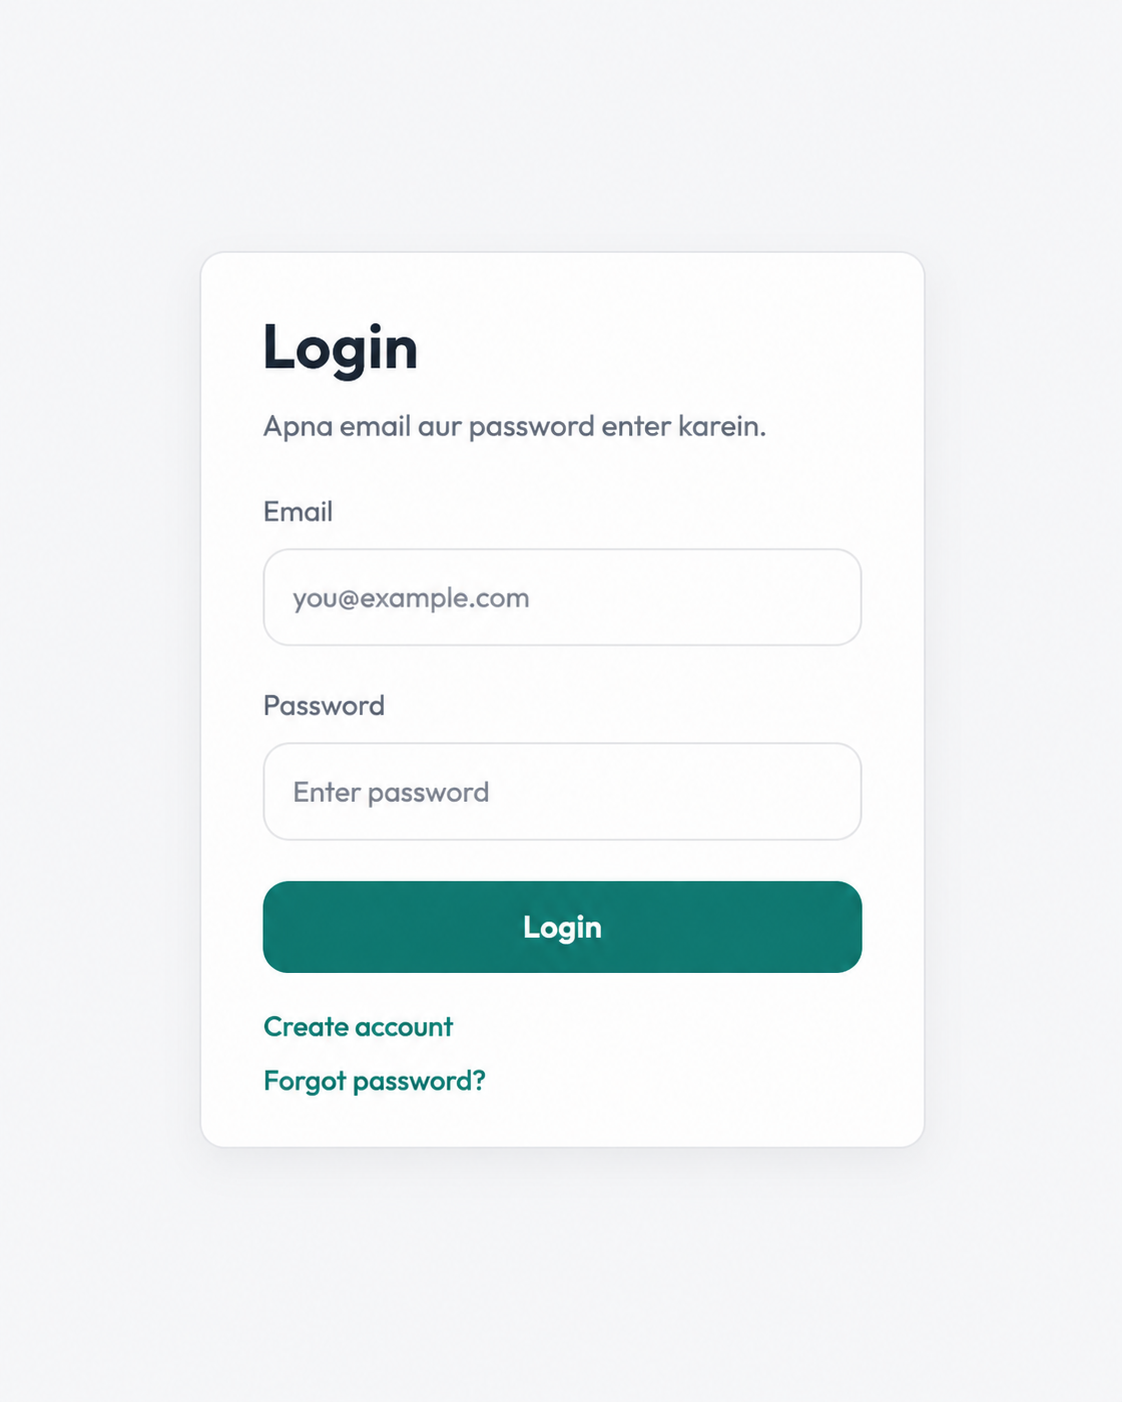 Login
Apna email aur password enter karein.
Email
you@example.com
Password
Enter password
Login
Create account
Forgot password?